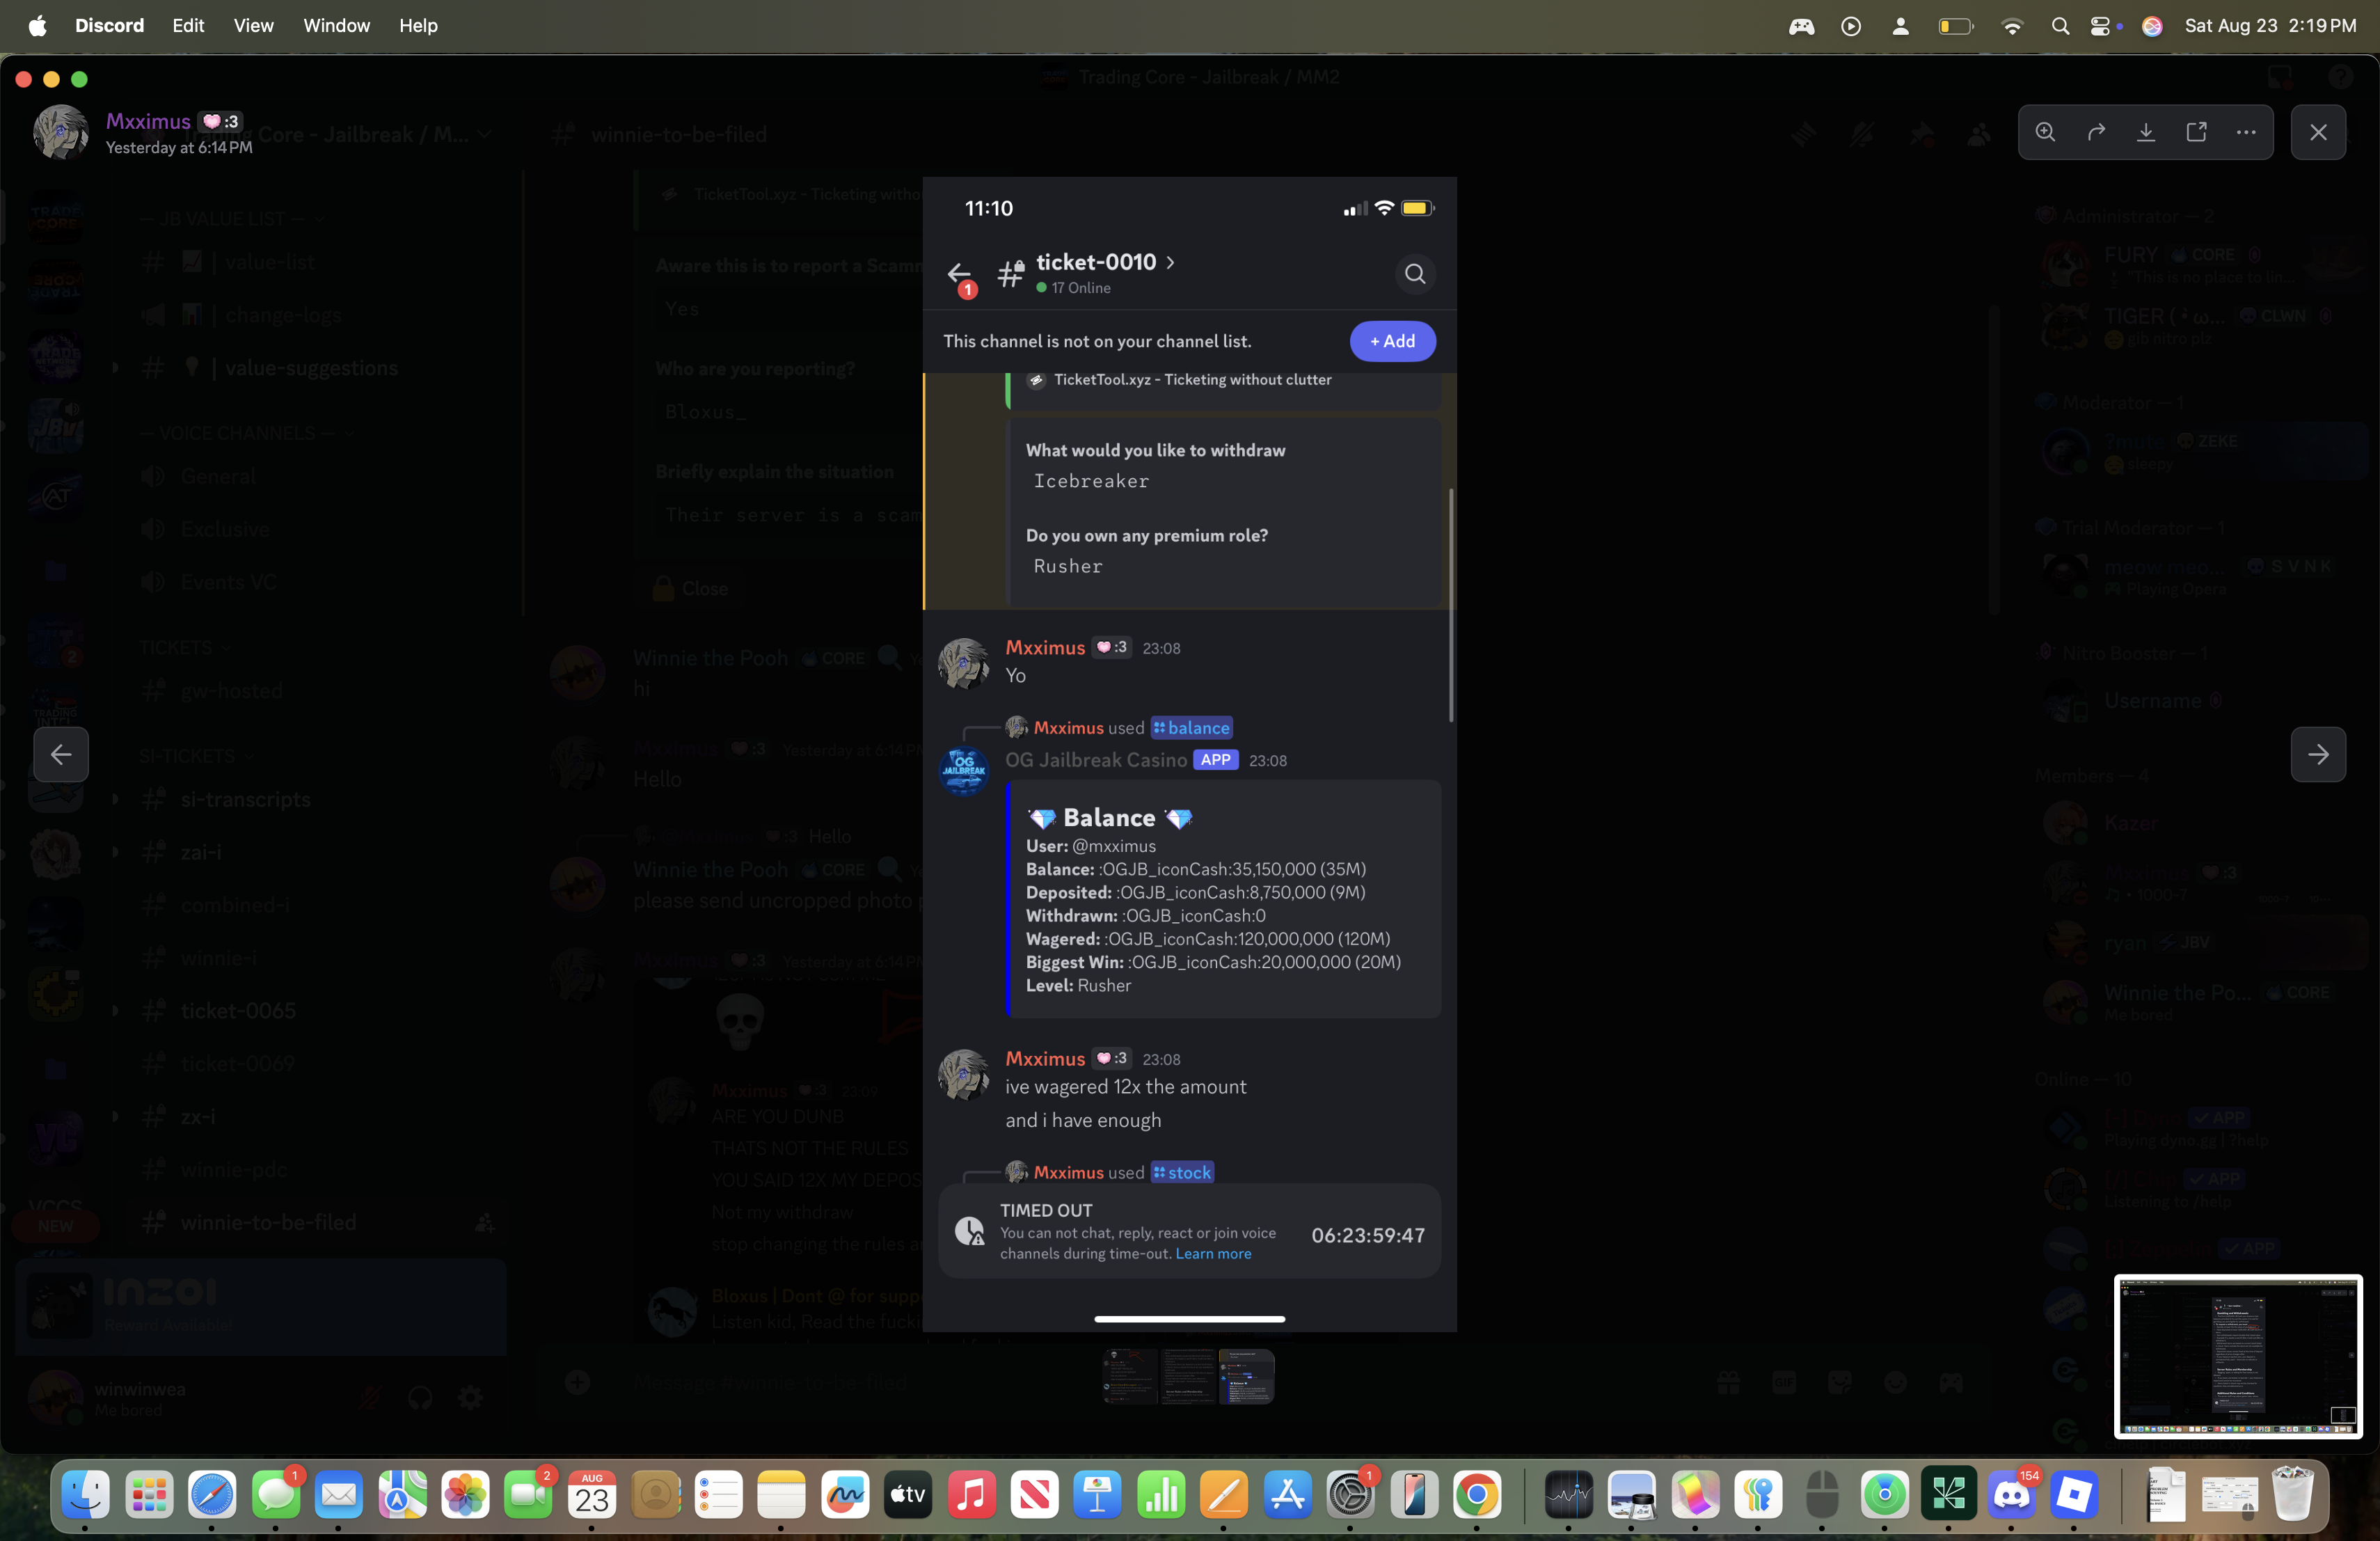 Discord Edit View Window Help
Sat Aug 23 2:19 PM
Trading Core - Jailbreak / MM2
Mxximus :3
Yesterday at 6:14 PM
Trading Core - Jailbreak / M...
winnie-to-be-filed
— JB VALUE LIST —
| value-list
| change-logs
| value-suggestions
— VOICE CHANNELS —
General
Exclusive
Events VC
TICKETS
gw-hosted
SI-TICKETS
si-transcripts
zai-i
combined-i
winnie-i
ticket-0065
ticket-0069
zx-i
winnie-pdc
NEW
winnie-to-be-filed
inZOI
Reward Available!
winwinwea
Me bored
TicketTool.xyz - Ticketing witho
Aware this is to report a Scamm
Yes
Who are you reporting?
Bloxus_
Briefly explain the situation
Their server is a scam
Close
Winnie the Pooh CORE
hi
Mxximus :3 Yesterday at 6:14 PM
Hello
:3 Hello
Winnie the Pooh CORE
please send uncropped photo
Mxximus :3 Yesterday at 6:14 PM
Mxximus :3 23:09
ARE YOU DUNB
THATS NOT THE RULES
YOU SAID 12X MY DEPOS
Not my withdraw
stop changing the rules a
Bloxus | Dont @ for supp
Listen kid, Read the fucki
Message #winnie-to-be-filed
11:10
ticket-0010 >
1
17 Online
This channel is not on your channel list.
+ Add
TicketTool.xyz - Ticketing without clutter
What would you like to withdraw
Icebreaker
Do you own any premium role?
Rusher
Mxximus :3 23:08
Yo
Mxximus used balance
OG Jailbreak Casino APP 23:08
OG JAILBREAK
Balance
User: @mxximus
Balance: :OGJB_iconCash:35,150,000 (35M)
Deposited: :OGJB_iconCash:8,750,000 (9M)
Withdrawn: :OGJB_iconCash:0
Wagered: :OGJB_iconCash:120,000,000 (120M)
Biggest Win: :OGJB_iconCash:20,000,000 (20M)
Level: Rusher
Mxximus :3 23:08
ive wagered 12x the amount
and i have enough
Mxximus used stock
TIMED OUT
You can not chat, reply, react or join voice
channels during time-out. Learn more
06:23:59:47
Administrator — 2
FURY CORE
"This is no place to lin...
TIGER CLWN
glb nitro plz
Moderator — 1
ZEKE
sleepy
Trial Moderator — 1
meow meo... SVNK
Playing Opera
Nitro Booster — 1
Username
Members — 4
Kazer
Mxximus :3
ryan JBV
Winnie the Po... CORE
Me bored
Online — 10
APP
Playing dyno.gg | ?help
APP
Listening to /help
APP
1
2
AUG
23
tv
1
154